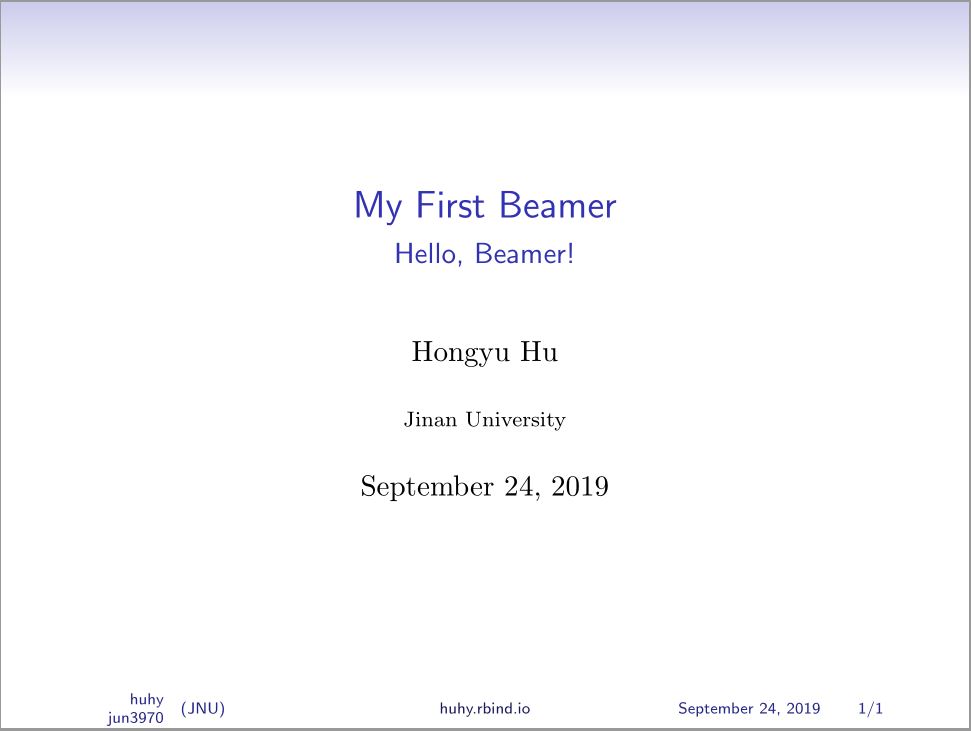 My First Beamer
Hello, Beamer!
Hongyu Hu
Jinan University
September 24, 2019
huhy
jun3970
(JNU)
huhy.rbind.io
September 24, 2019
1/1